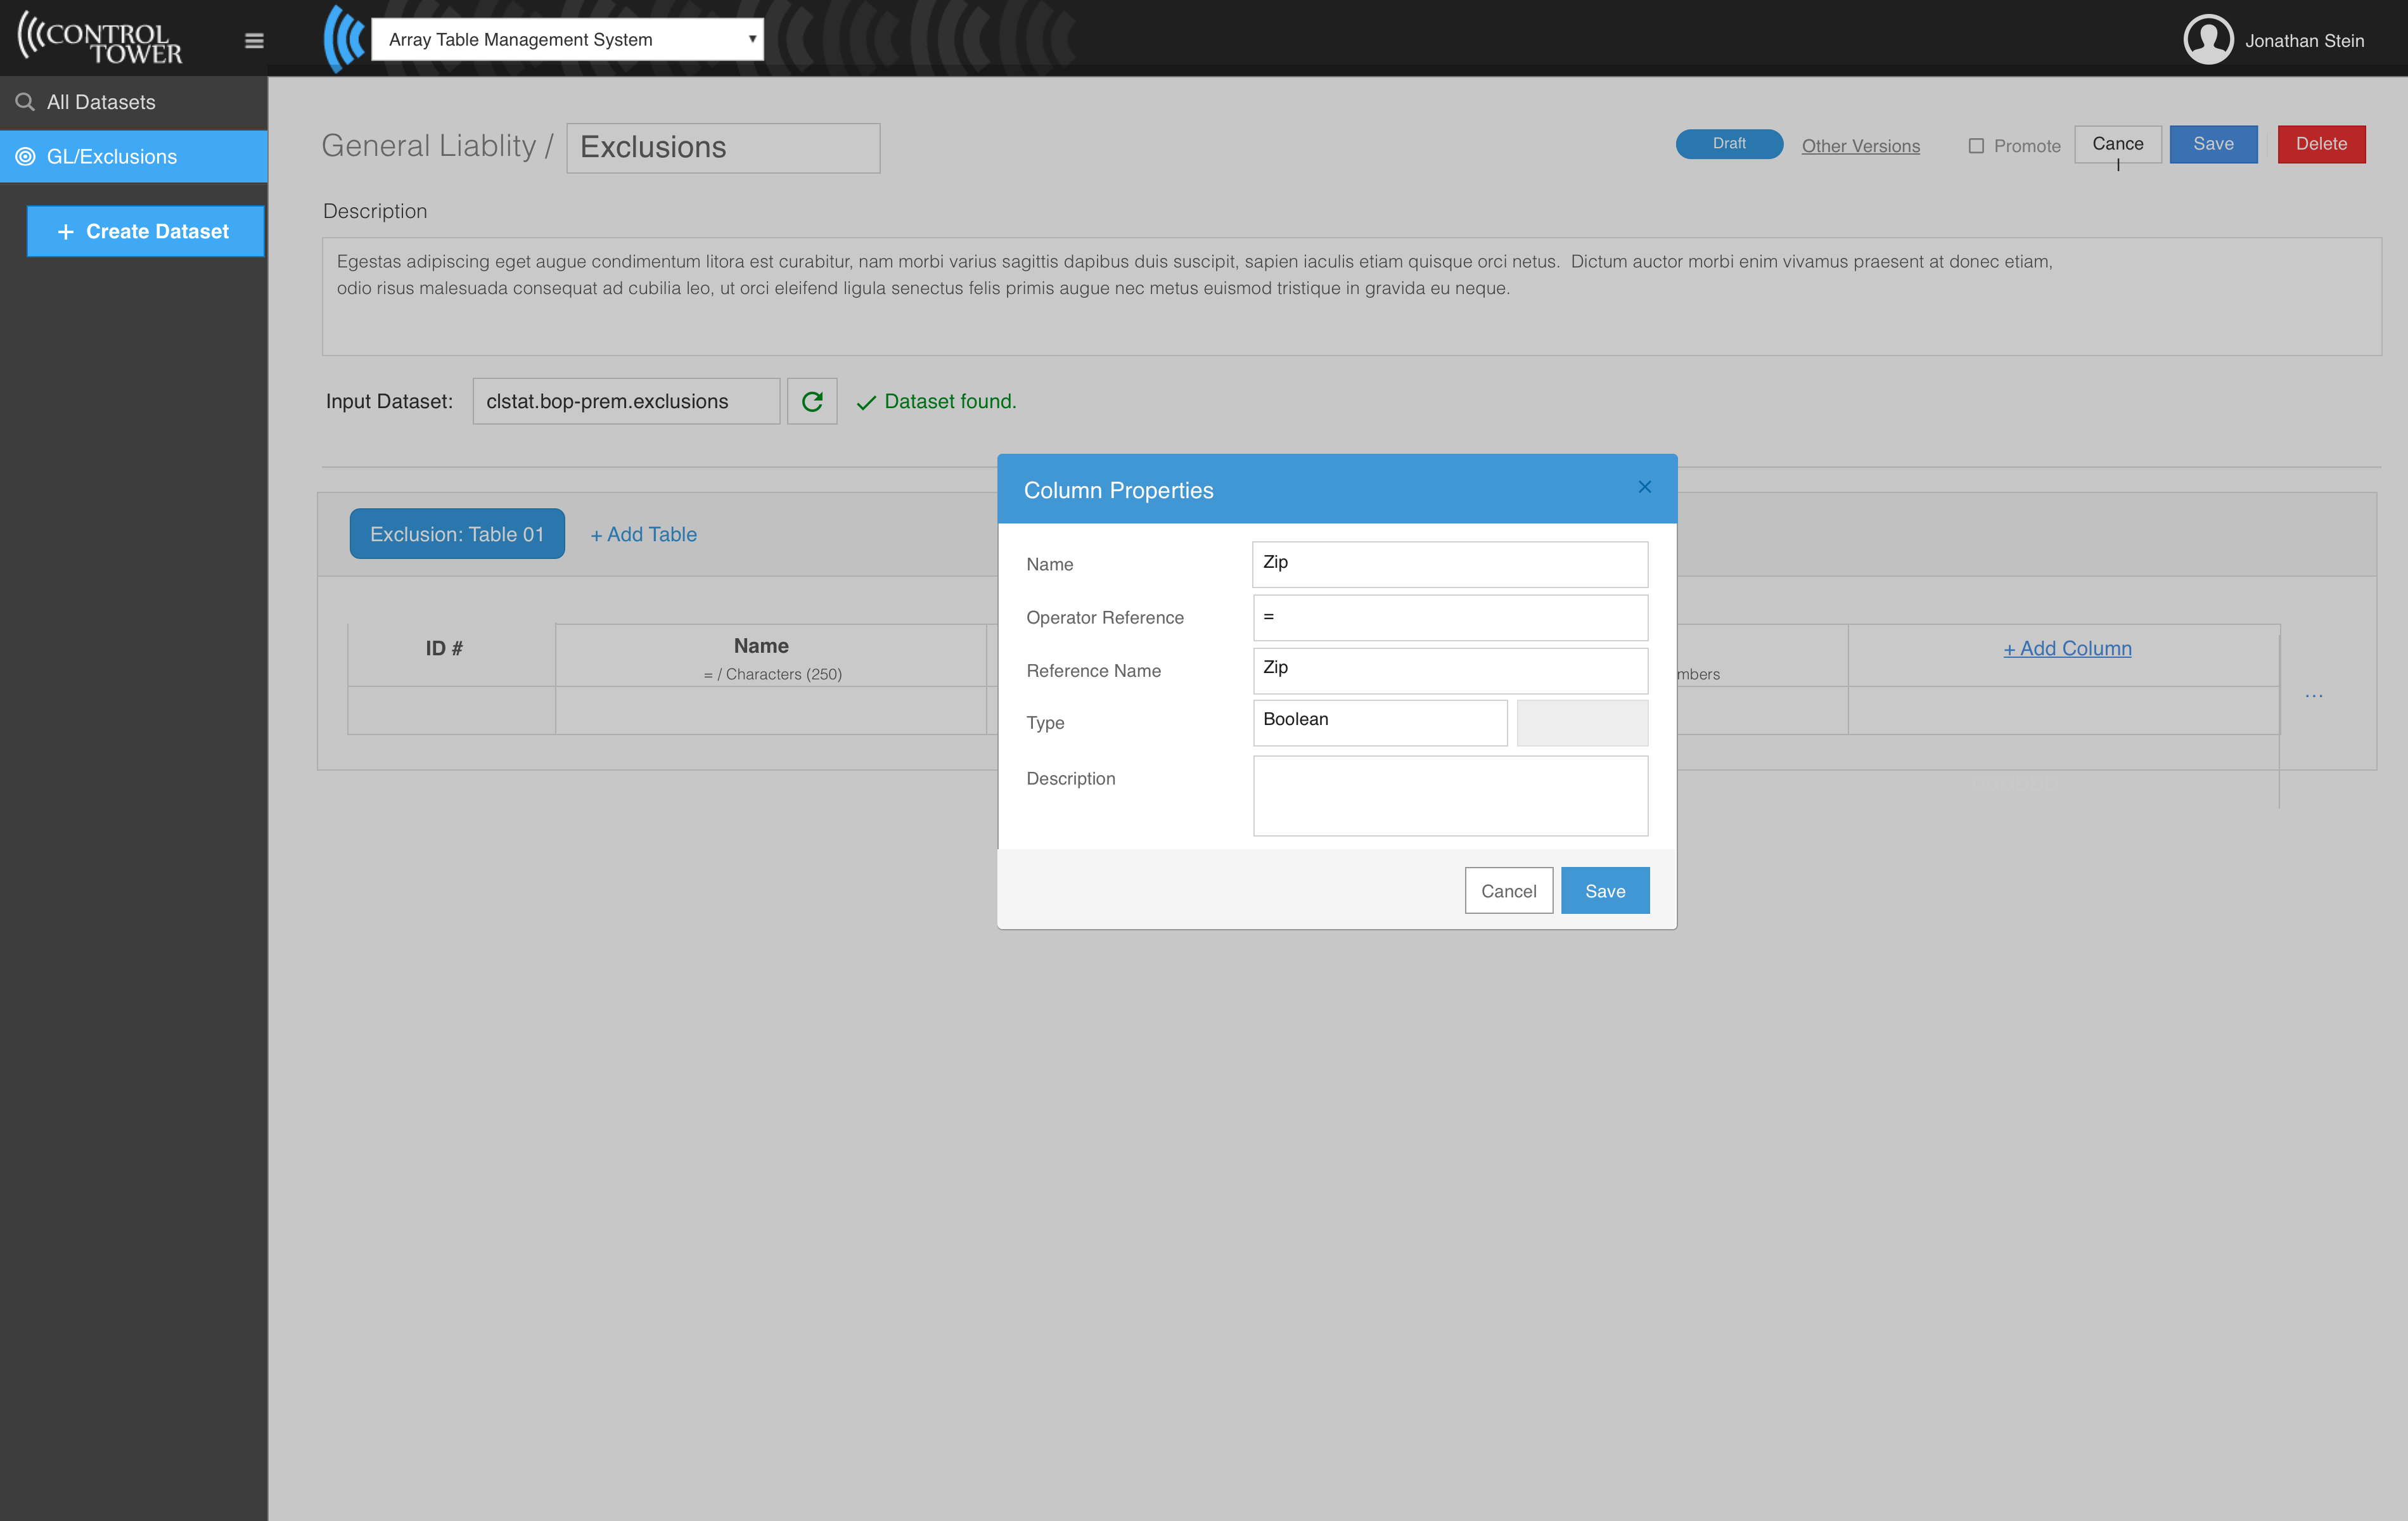 CONTROL
TOWER
Array Table Management System
Jonathan Stein
All Datasets
GL/Exclusions
+ Create Dataset
General Liablity / Exclusions
Draft
Other Versions
Promote
Cance
l
Save
Delete
Description
Egestas adipiscing eget augue condimentum litora est curabitur, nam morbi varius sagittis dapibus duis suscipit, sapien iaculis etiam quisque orci netus.  Dictum auctor morbi enim vivamus praesent at donec etiam,
odio risus malesuada consequat ad cubilia leo, ut orci eleifend ligula senectus felis primis augue nec metus euismod tristique in gravida eu neque.
Input Dataset: clstat.bop-prem.exclusions Dataset found.
Exclusion: Table 01
+ Add Table
ID #
Name
= / Characters (250)
mbers
+ Add Column
...
Column Properties
Name Zip
Operator Reference =
Reference Name Zip
Type Boolean
Description
Cancel
Save